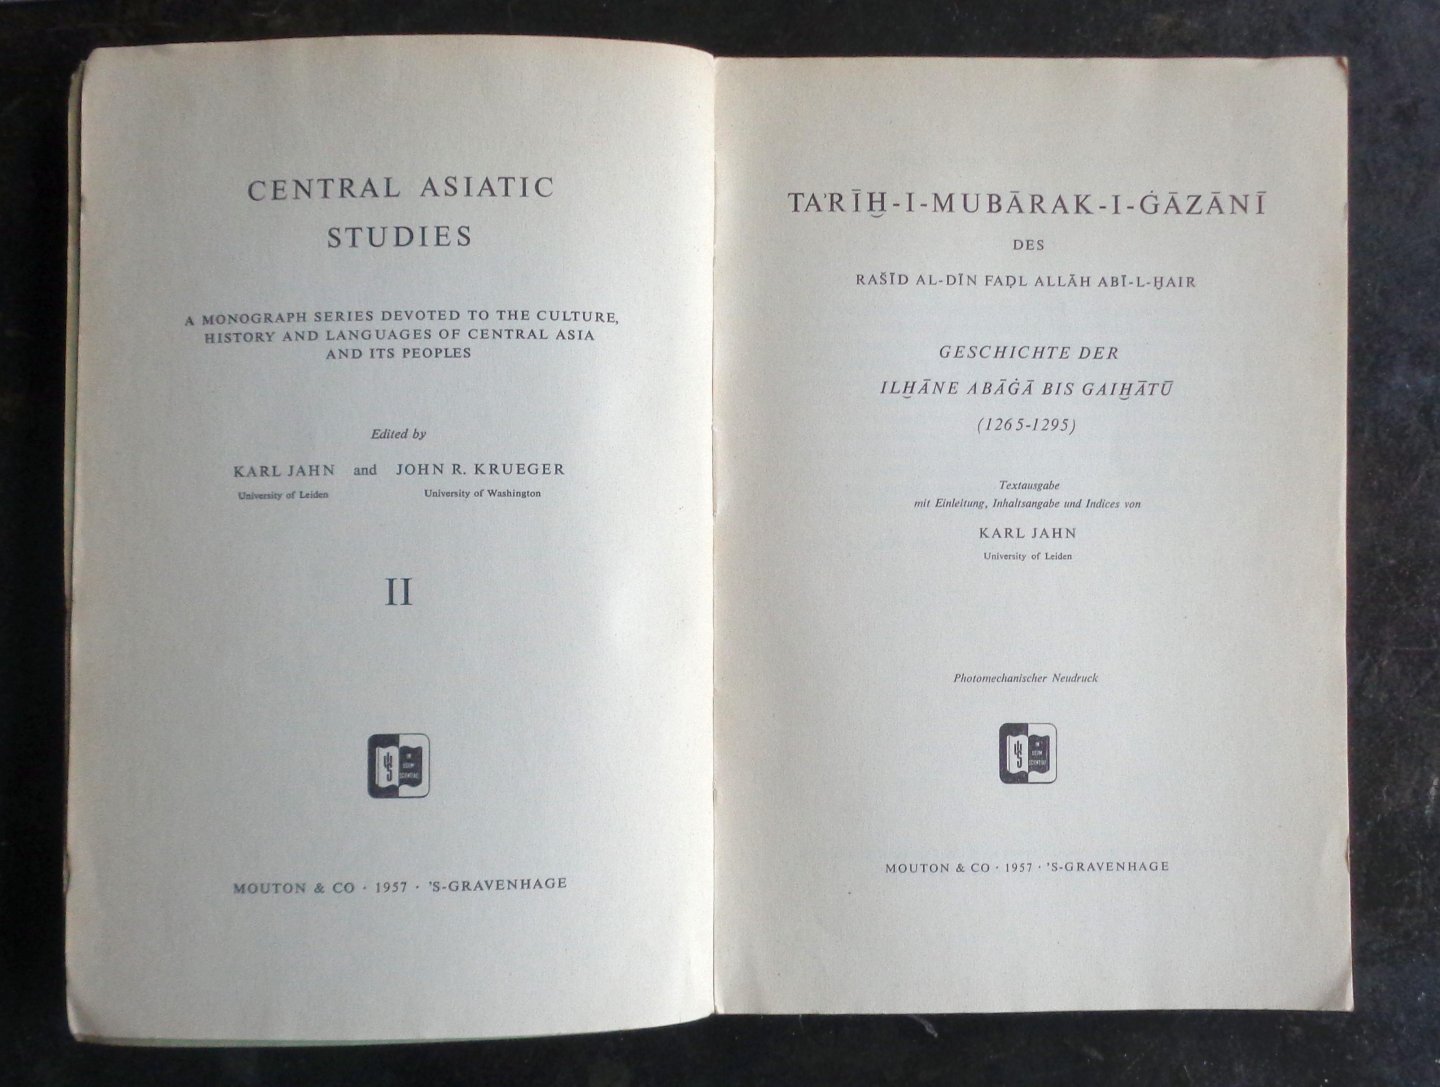 CENTRAL ASIATIC
STUDIES
A MONOGRAPH SERIES DEVOTED TO THE CULTURE,
HISTORY AND LANGUAGES OF CENTRAL ASIA
AND ITS PEOPLES
Edited by
KARL JAHN and JOHN R. KRUEGER
University of Leiden University of Washington
II
MOUTON & CO · 1957 · 'S-GRAVENHAGE
TA'RĪḪ-I-MUBĀRAK-I-ĠĀZĀNĪ
DES
RAŠĪD AL-DĪN FAḌL ALLĀH ABĪ-L-ḪAIR
GESCHICHTE DER
ILḪĀNE ABĀĠĀ BIS GAIḪĀTŪ
(1265-1295)
Textausgabe
mit Einleitung, Inhaltsangabe und Indices von
KARL JAHN
University of Leiden
Photomechanischer Neudruck
MOUTON & CO · 1957 · 'S-GRAVENHAGE